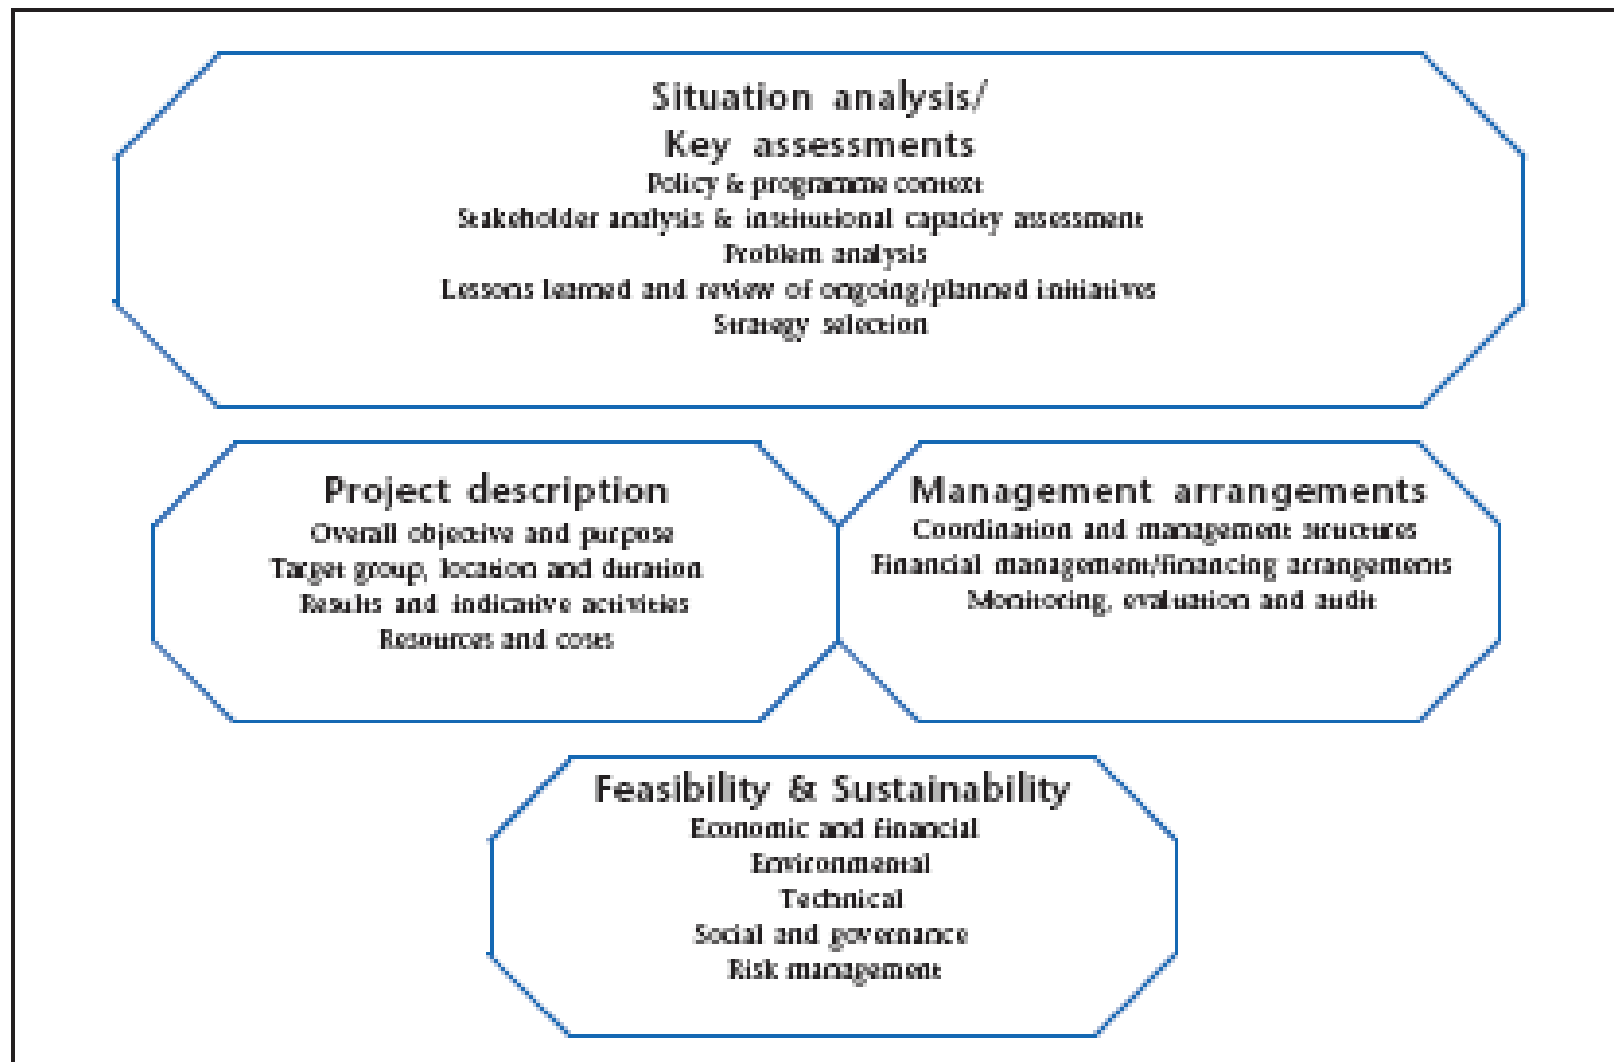 Situation analysis/
Key assessments
Policy & programme context
Stakeholder analysis & institutional capacity assessment
Problem analysis
Lessons learned and review of ongoing/planned initiatives
Strategy selection
Project description
Overall objective and purpose
Target group, location and duration
Results and indicative activities
Resources and costs
Management arrangements
Coordination and management structures
Financial management/financing arrangements
Monitoring, evaluation and audit
Feasibility & Sustainability
Economic and financial
Environmental
Technical
Social and governance
Risk management